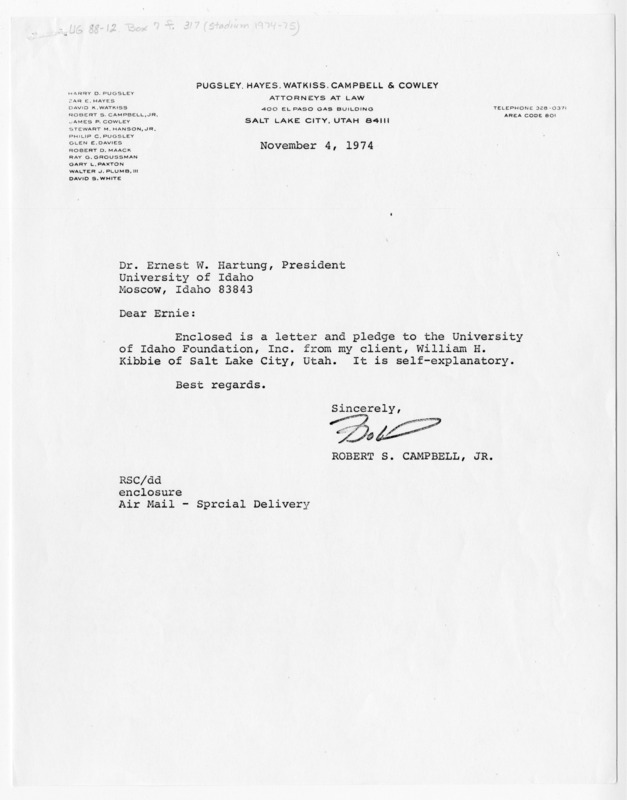 UG 88-12 Box 7 f. 317 (Stadium 1974-75)
PUGSLEY, HAYES, WATKISS, CAMPBELL & COWLEY
ATTORNEYS AT LAW
400 EL PASO GAS BUILDING
SALT LAKE CITY, UTAH 84111
TELEPHONE 328-0371
AREA CODE 801
HARRY D. PUGSLEY
ZAR E. HAYES
DAVID K. WATKISS
ROBERT S. CAMPBELL, JR.
JAMES P. COWLEY
STEWART M. HANSON, JR.
PHILIP C. PUGSLEY
GLEN E. DAVIES
ROBERT D. HAACK
RAY G. GROUSSMAN
GARY L. PAXTON
WALTER J. PLUMB, III
DAVID S. WHITE
November 4, 1974
Dr. Ernest W. Hartung, President
University of Idaho
Moscow, Idaho 83843
Dear Ernie:
Enclosed is a letter and pledge to the University
of Idaho Foundation, Inc. from my client, William H.
Kibbie of Salt Lake City, Utah. It is self-explanatory.
Best regards.
Sincerely,
Bob
ROBERT S. CAMPBELL, JR.
RSC/dd
enclosure
Air Mail - Sprcial Delivery